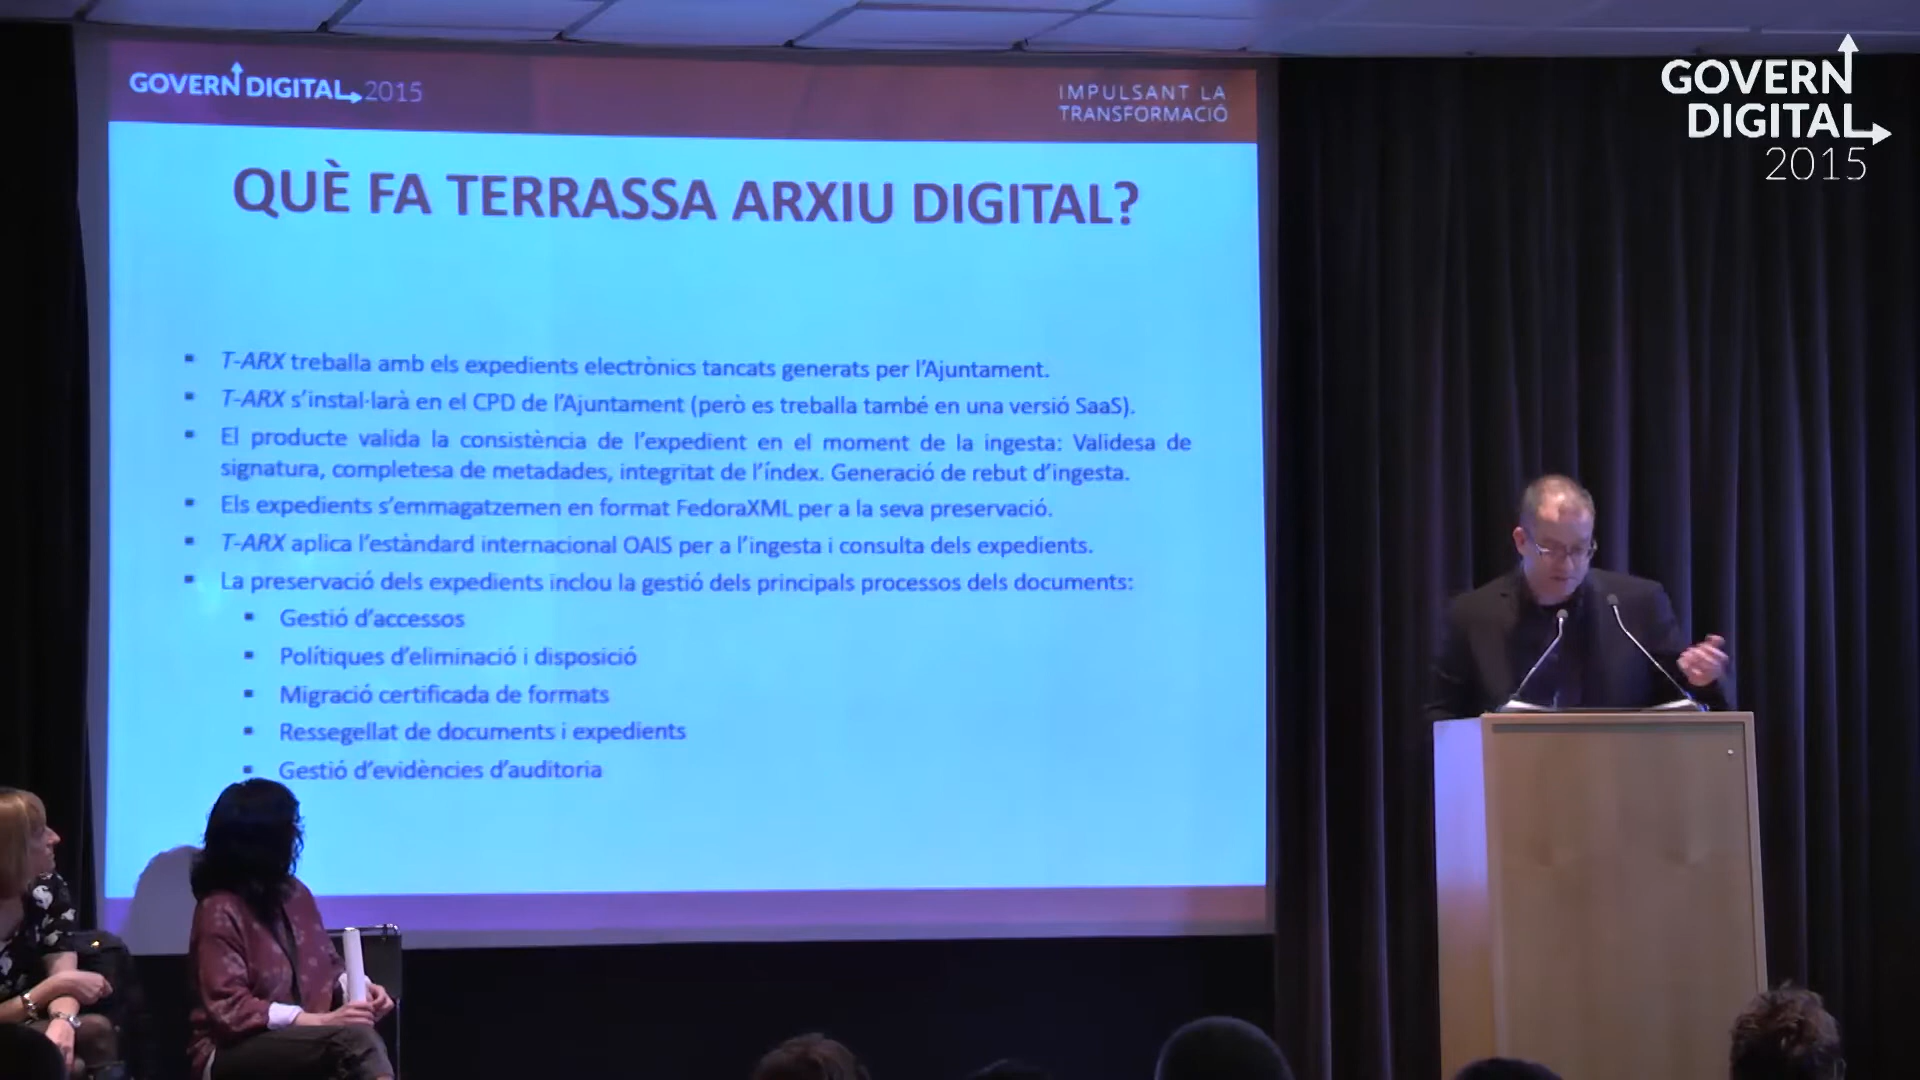 GOVERN DIGITAL 2015
IMPULSANT LA
TRANSFORMACIÓ
GOVERN
DIGITAL
2015
QUÈ FA TERRASSA ARXIU DIGITAL?
▪ T-ARX treballa amb els expedients electrònics tancats generats per l'Ajuntament.
▪ T-ARX s'instal·larà en el CPD de l'Ajuntament (però es treballa també en una versió SaaS).
▪ El producte valida la consistència de l'expedient en el moment de la ingesta: Validesa de
signatura, completesa de metadades, integritat de l'índex. Generació de rebut d'ingesta.
▪ Els expedients s'emmagatzemen en format FedoraXML per a la seva preservació.
▪ T-ARX aplica l'estàndard internacional OAIS per a l'ingesta i consulta dels expedients.
▪ La preservació dels expedients inclou la gestió dels principals processos dels documents:
▪ Gestió d'accessos
▪ Polítiques d'eliminació i disposició
▪ Migració certificada de formats
▪ Ressegellat de documents i expedients
▪ Gestió d'evidències d'auditoria